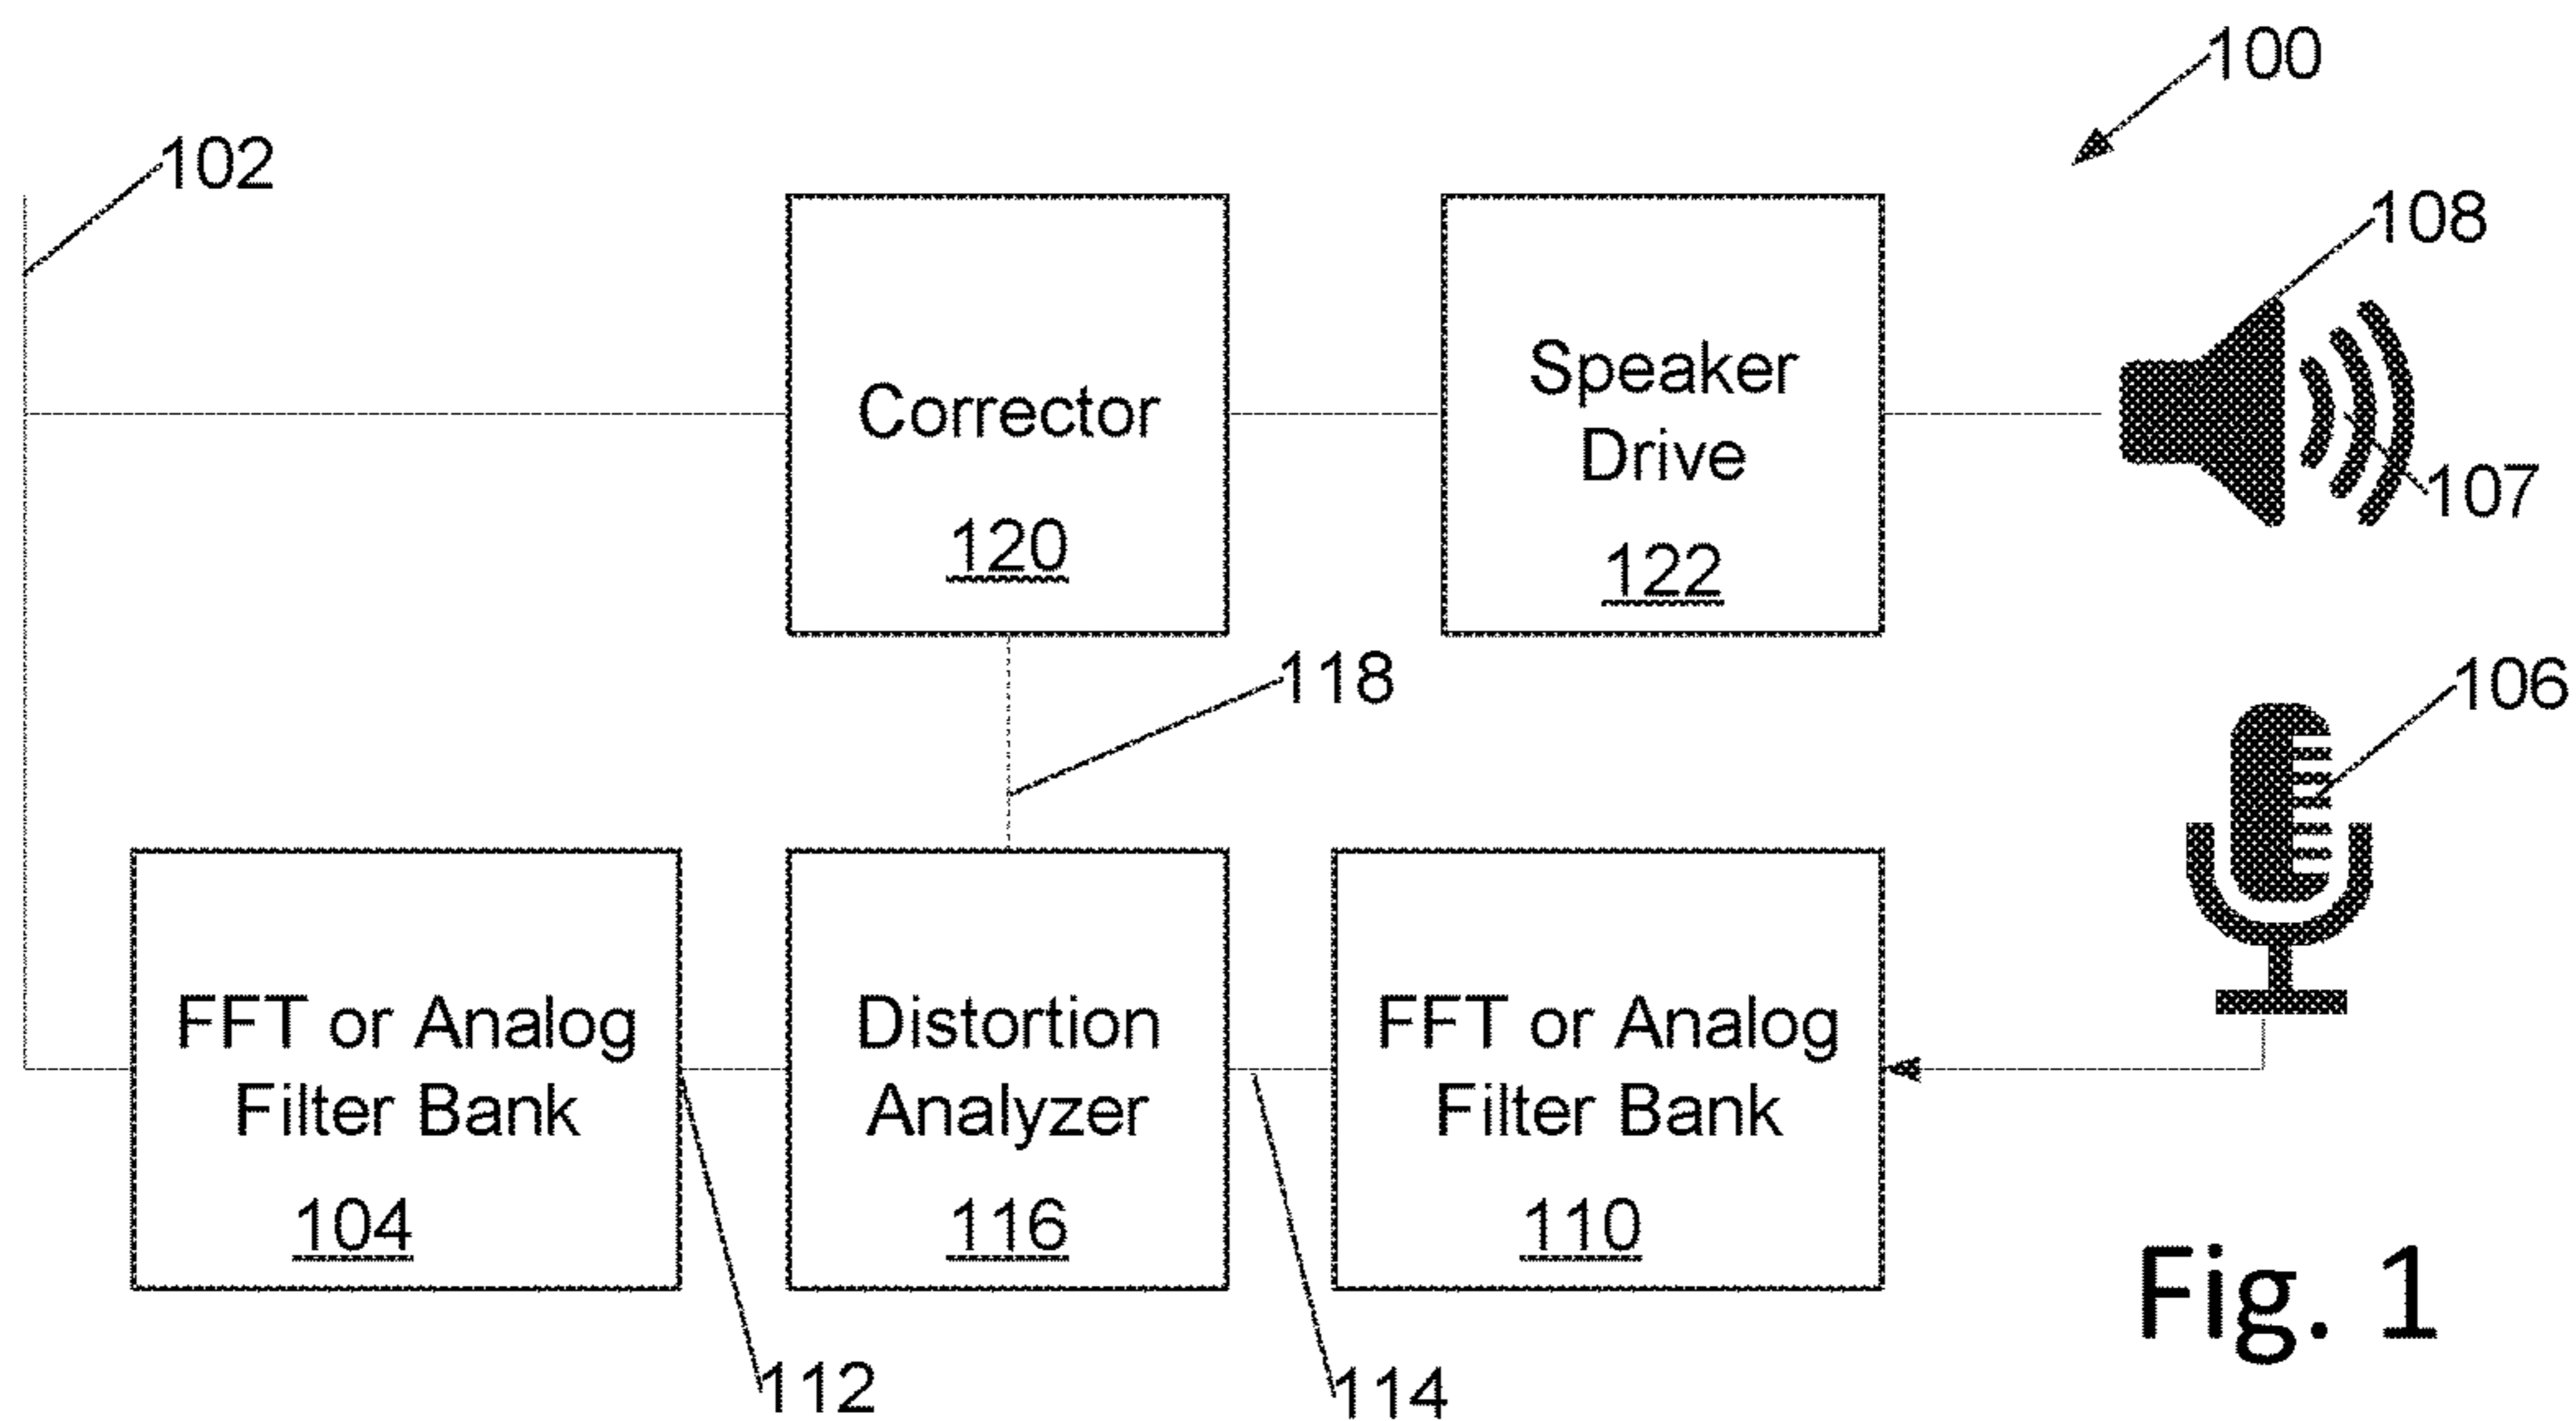 100
102
108
Corrector
120
Speaker
Drive
122
107
118
106
FFT or Analog
Filter Bank
104
Distortion
Analyzer
116
FFT or Analog
Filter Bank
110
112
114
Fig. 1